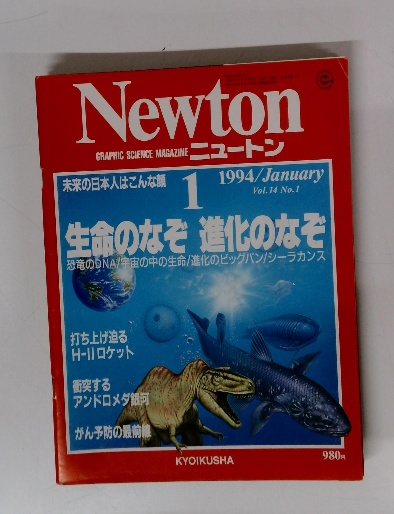 Newton
GRAPHIC SCIENCE MAGAZINE ニュートン
未来の日本人はこんな顔
1
1994/January
Vol.14 No.1
生命のなぞ 進化のなぞ
恐竜のDNA/宇宙の中の生命/進化のビッグバン/シーラカンス
打ち上げ迫る
H-IIロケット
衝突する
アンドロメダ銀河
がん予防の最前線
KYOIKUSHA
980円